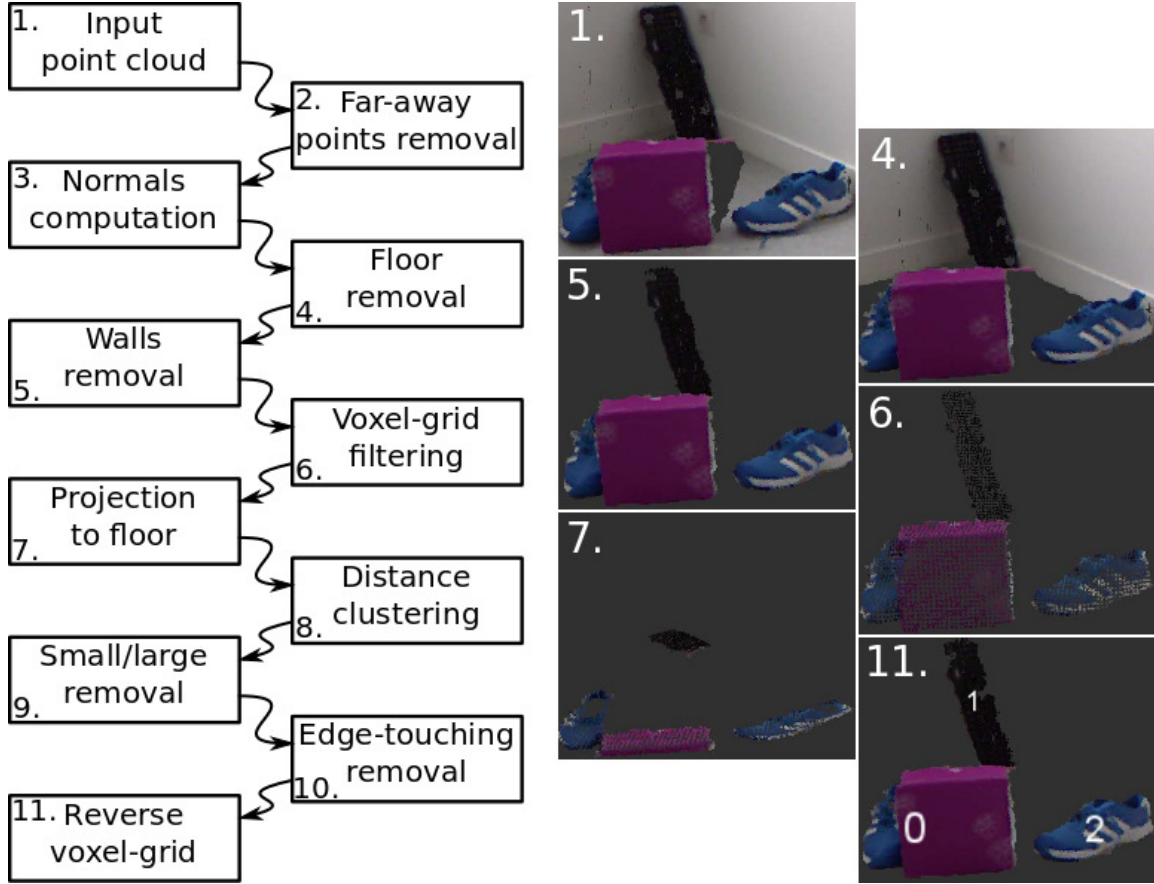 1. Input
point cloud
2. Far-away
points removal
3. Normals
computation
Floor
removal
4.
Walls
removal
5.
Voxel-grid
filtering
6.
Projection
to floor
7.
Distance
clustering
8.
Small/large
removal
9.
Edge-touching
removal
10.
11. Reverse
voxel-grid
1.
4.
5.
6.
7.
11.
1
0
2